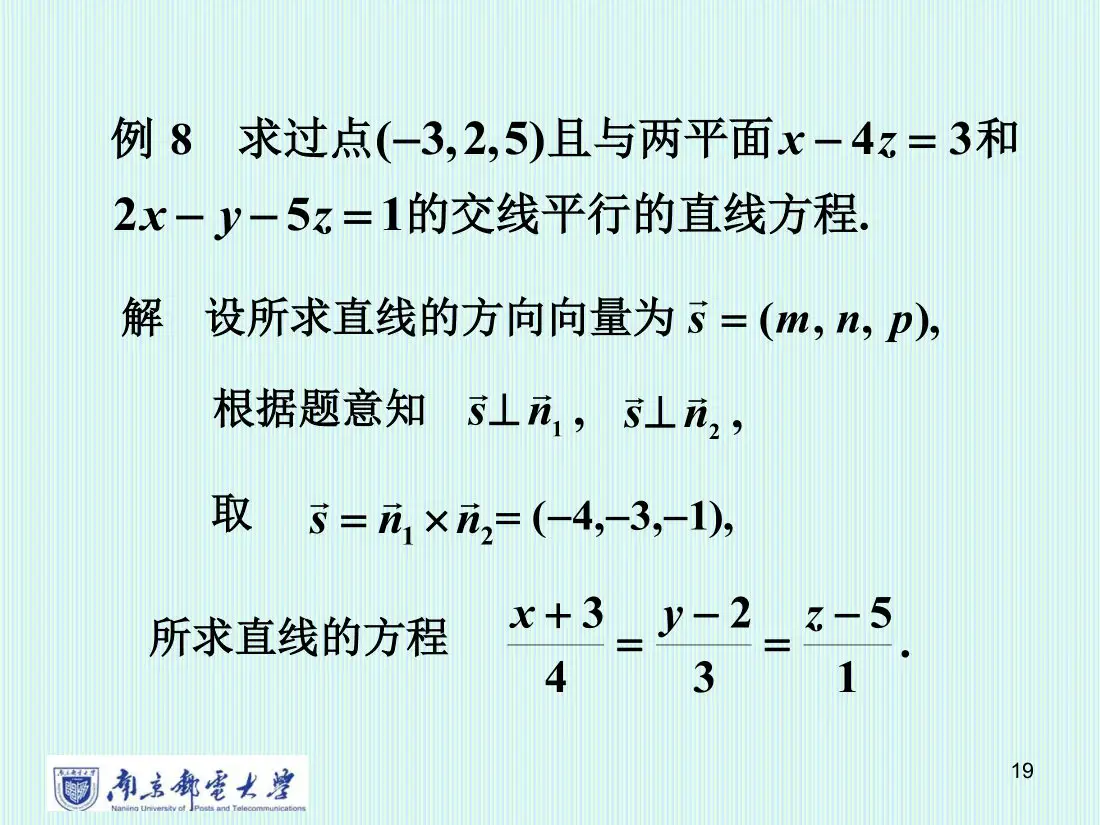 例 8 求过点(−3, 2, 5)且与两平面 x − 4z = 3 和
2x − y − 5z = 1的交线平行的直线方程.
解 设所求直线的方向向量为 s⃗ = (m, n, p),
根据题意知 s⃗⊥n⃗₁ , s⃗⊥n⃗₂ ,
取 s⃗ = n⃗₁ × n⃗₂ = (−4,−3,−1),
所求直线的方程 (x + 3)/4 = (y − 2)/3 = (z − 5)/1 .
南京邮电大学
Nanjing University of Posts and Telecommunications
19